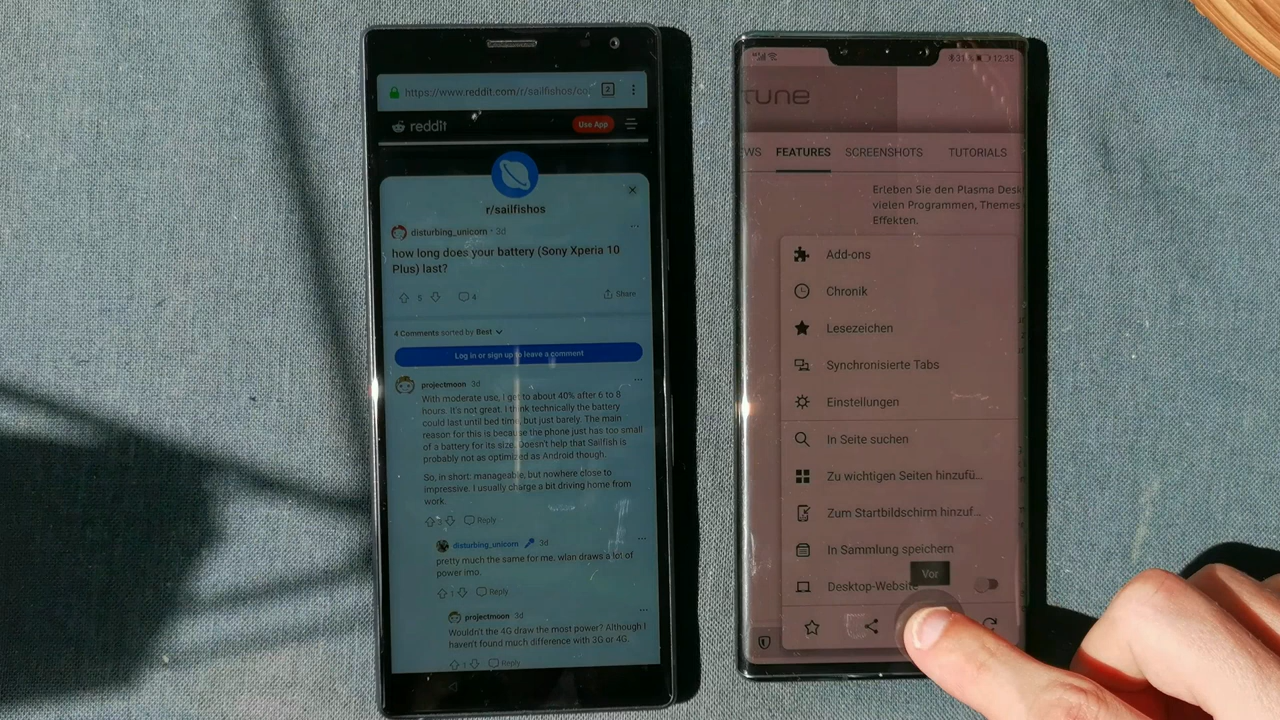 https://www.reddit.com/r/sailfishos/co
2
reddit
Use App
r/sailfishos
disturbing_unicorn • 3d
how long does your battery (Sony Xperia 10
Plus) last?
5
4
Share
4 Comments sorted by Best
Log in or sign up to leave a comment
projectmoon 3d
With moderate use, I get to about 40% after 6 to 8
hours. It's not great. I think technically the battery
could last until bed time, but just barely. The main
reason for this is because the phone just has too small
of a battery for its size. Doesn't help that Sailfish is
probably not as optimized as Android though.
So, in short: manageable, but nowhere close to
impressive. I usually charge a bit driving home from
work.
Reply
disturbing_unicorn 3d
pretty much the same for me. wlan draws a lot of
power imo.
1
Reply
projectmoon 3d
Wouldn't the 4G draw the most power? Although I
haven't found much difference with 3G or 4G.
1
Reply
12:35
TUNE
WS FEATURES SCREENSHOTS TUTORIALS
Erleben Sie den Plasma Desk
vielen Programmen, Themes
Effekten.
Add-ons
Chronik
Lesezeichen
Synchronisierte Tabs
Einstellungen
In Seite suchen
Zu wichtigen Seiten hinzufü...
Zum Startbildschirm hinzuf...
In Sammlung speichern
Desktop-Website
Vor